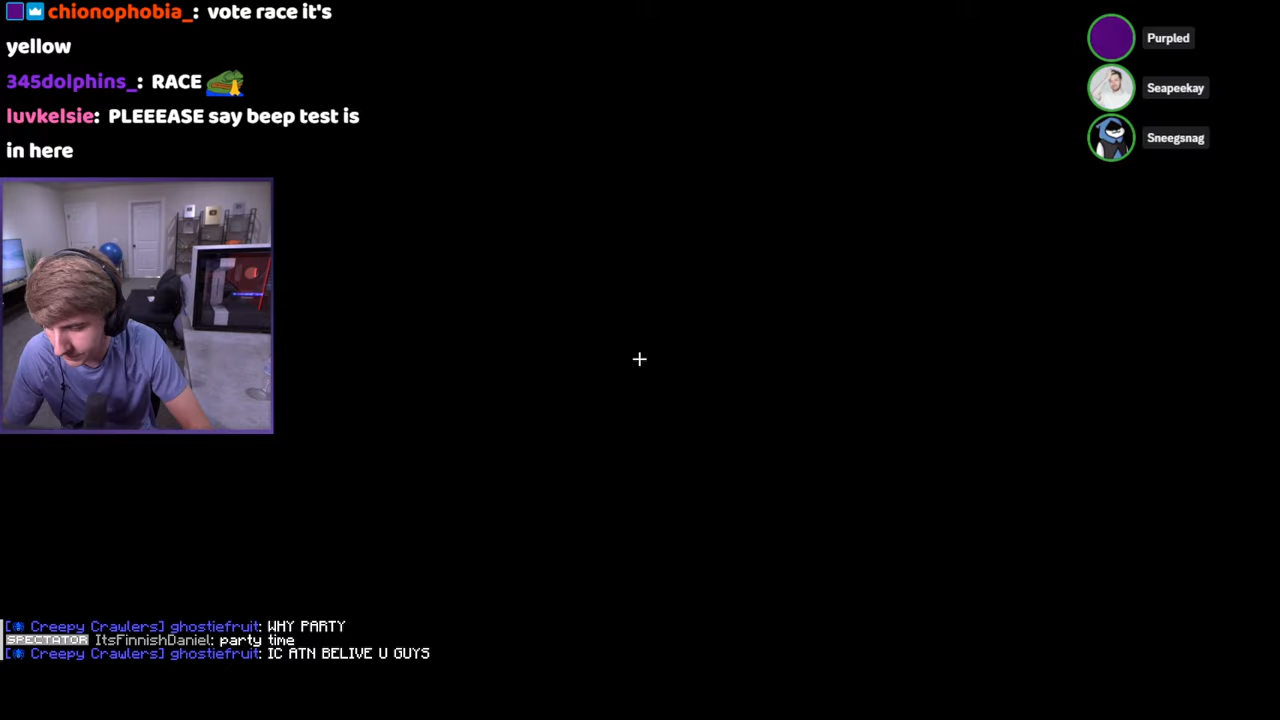 chionophobia_: vote race it's
yellow
345dolphins_: RACE
luvkelsie: PLEEEASE say beep test is
in here
Purpled
Seapeekay
Sneegsnag
[Creepy Crawlers] ghostiefruit: WHY PARTY
SPECTATOR ItsFinnishDaniel: party time
[Creepy Crawlers] ghostiefruit: IC ATN BELIVE U GUYS